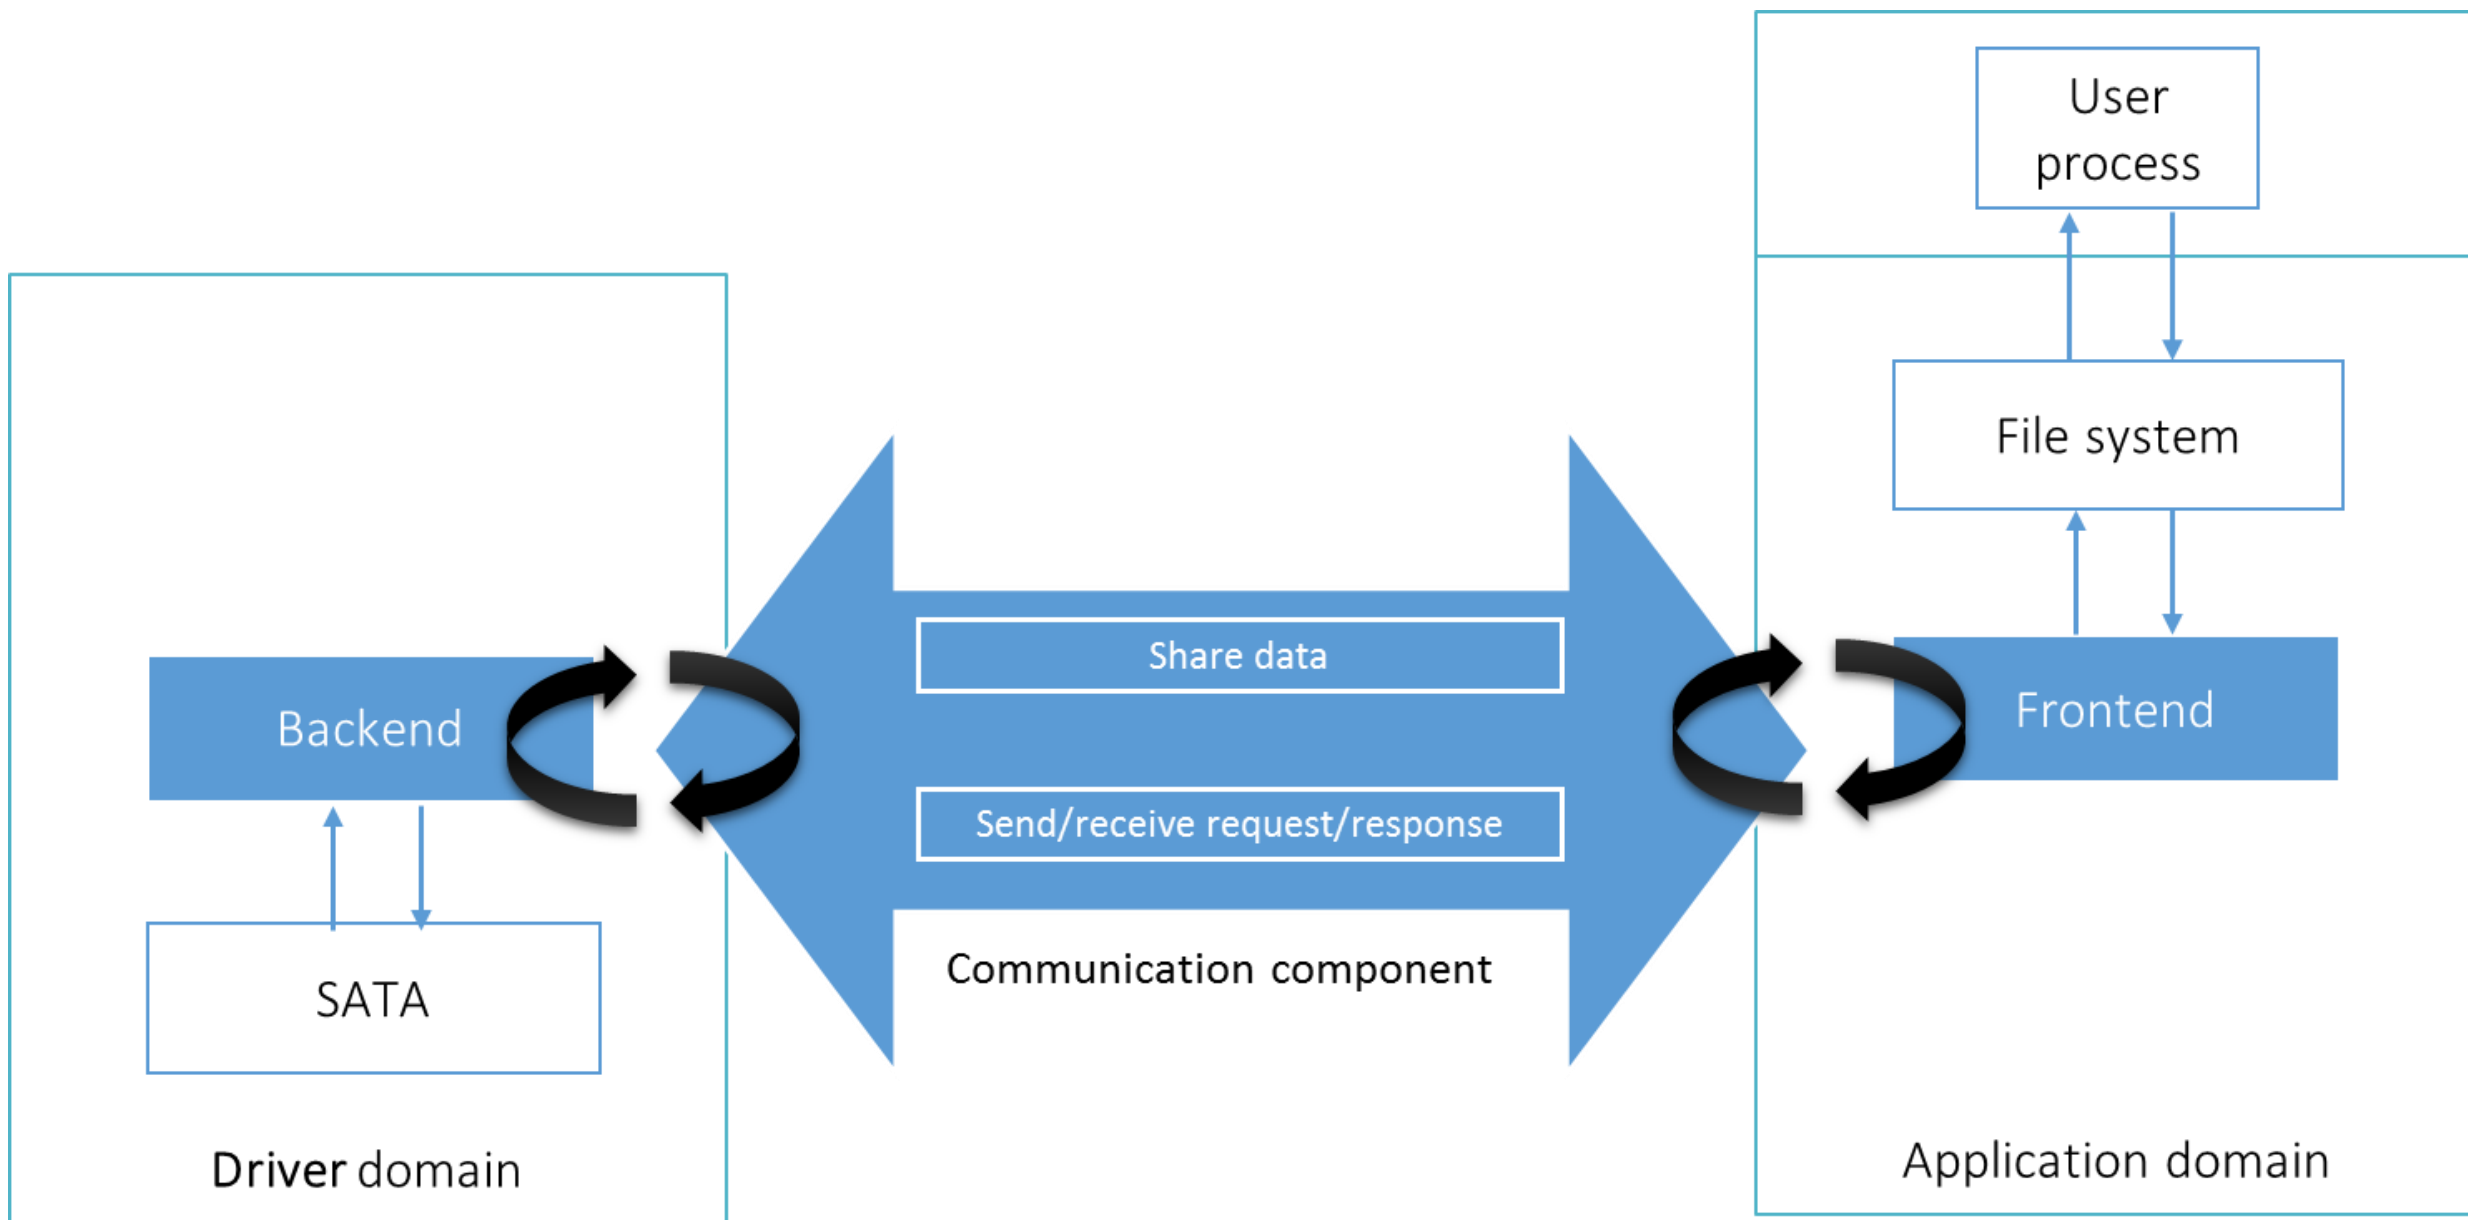 User
process
File system
Share data
Backend
Frontend
Send/receive request/response
Communication component
SATA
Driver domain
Application domain